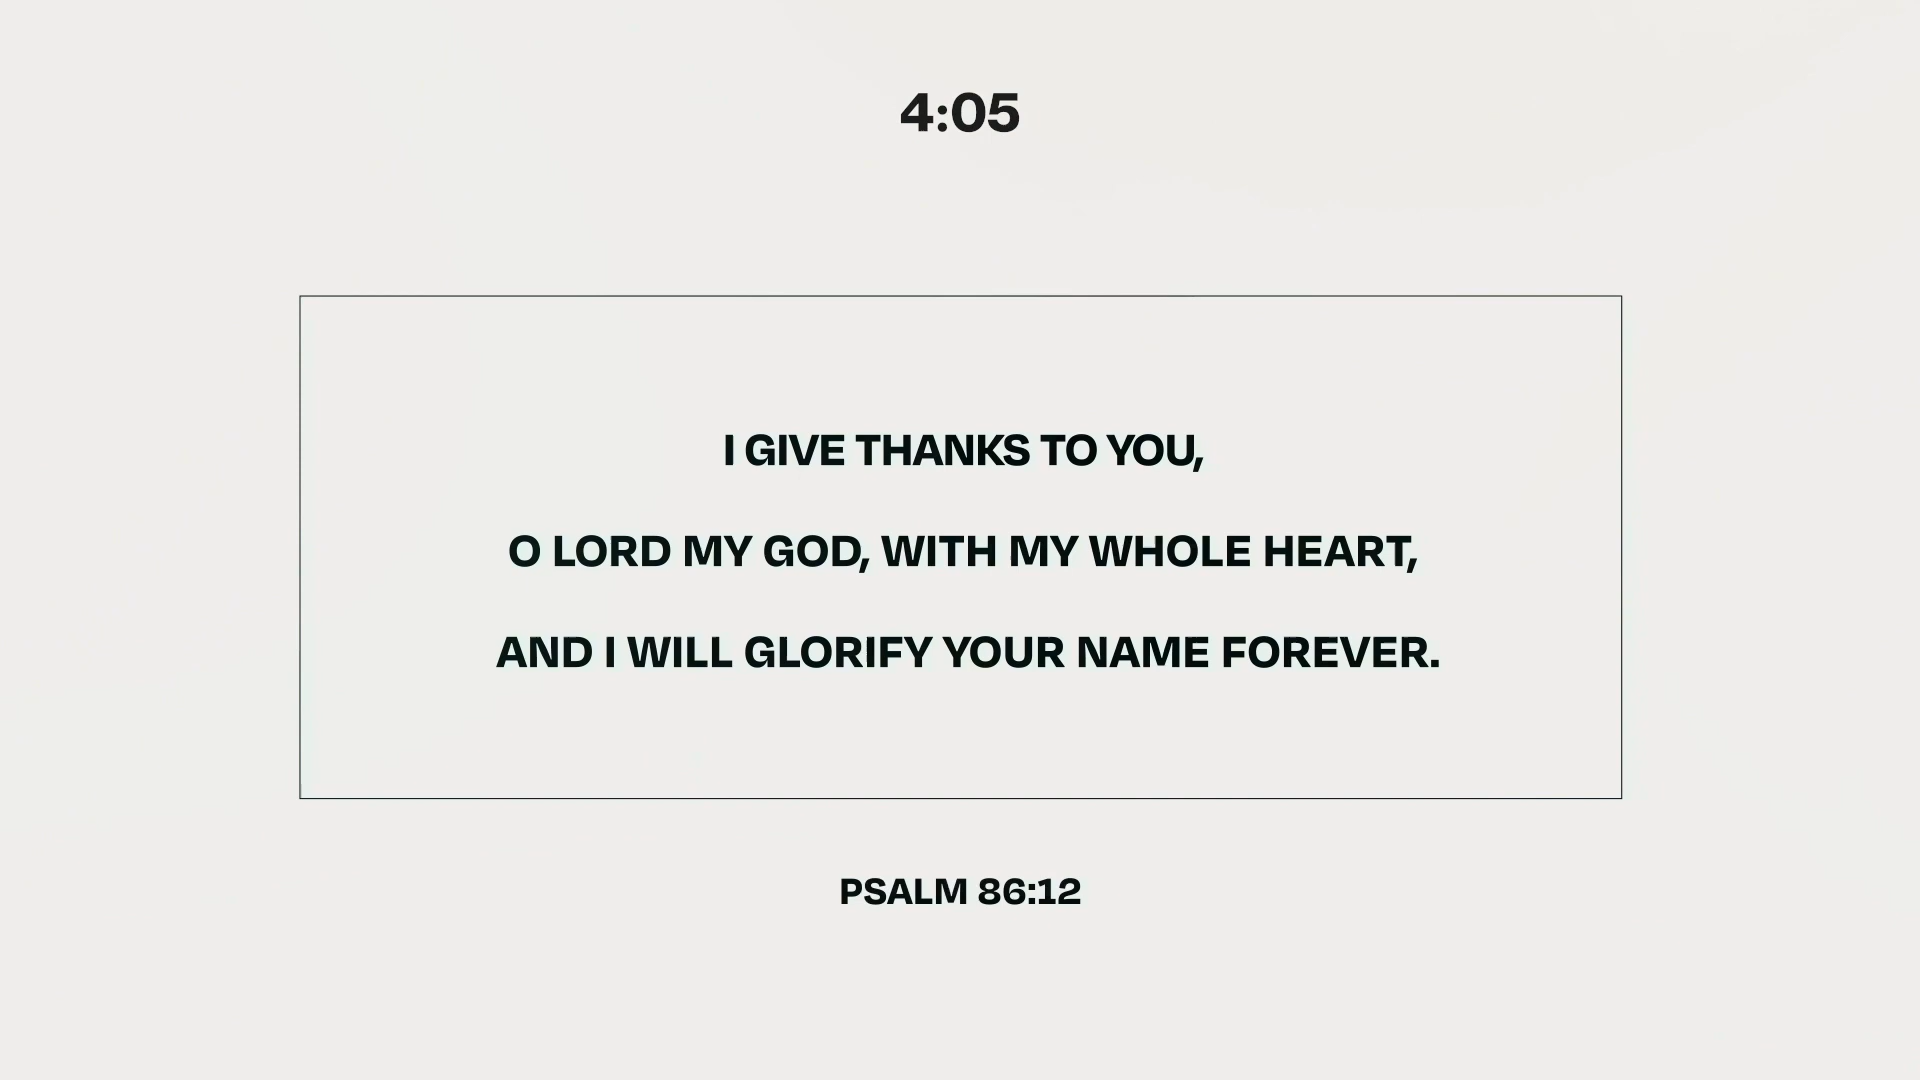 4:05
I GIVE THANKS TO YOU,
O LORD MY GOD, WITH MY WHOLE HEART,
AND I WILL GLORIFY YOUR NAME FOREVER.
PSALM 86:12